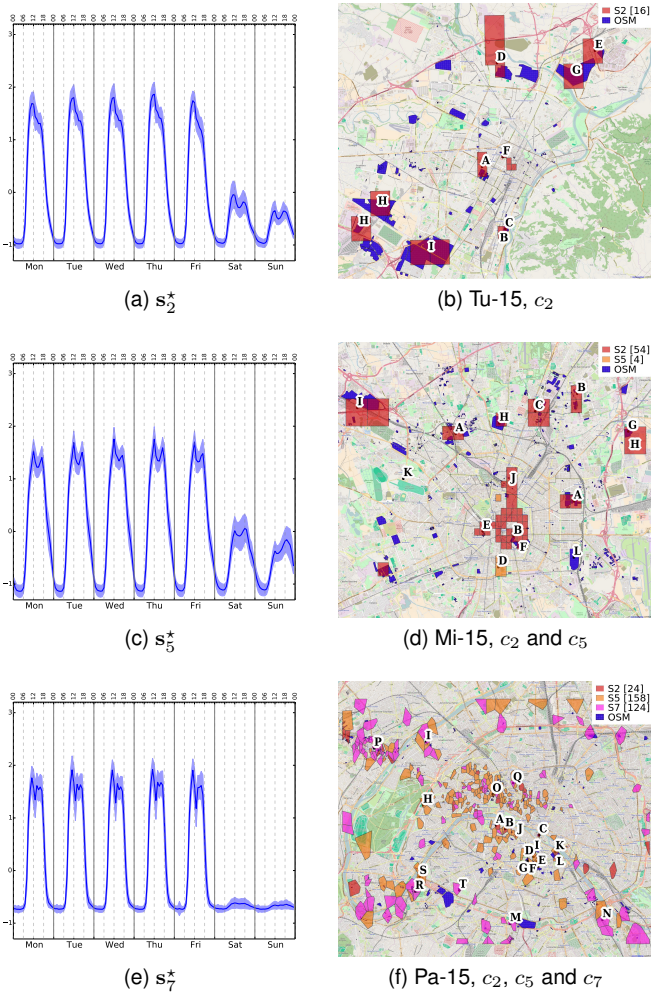 00 06 12 18 00 06 12 18 00 06 12 18 00 06 12 18 00 06 12 18 00 06 12 18 00 06 12 18 00
3
2
1
0
−1
Mon Tue Wed Thu Fri Sat Sun
(a) s₂⋆
S2 [16]
OSM
D
E
G
A
F
H
H
I
C
B
(b) Tu-15, c₂
00 06 12 18 00 06 12 18 00 06 12 18 00 06 12 18 00 06 12 18 00 06 12 18 00 06 12 18 00
3
2
1
0
−1
Mon Tue Wed Thu Fri Sat Sun
(c) s₅⋆
S2 [54]
S5 [4]
OSM
I
B
C
A
H
G
H
K
J
A
E
B
F
D
L
(d) Mi-15, c₂ and c₅
00 06 12 18 00 06 12 18 00 06 12 18 00 06 12 18 00 06 12 18 00 06 12 18 00 06 12 18 00
3
2
1
0
−1
Mon Tue Wed Thu Fri Sat Sun
(e) s₇⋆
S2 [24]
S5 [158]
S7 [124]
OSM
P
I
Q
O
H
A B J C
I K
D
E L
G F
S
R
T
M
N
(f) Pa-15, c₂, c₅ and c₇